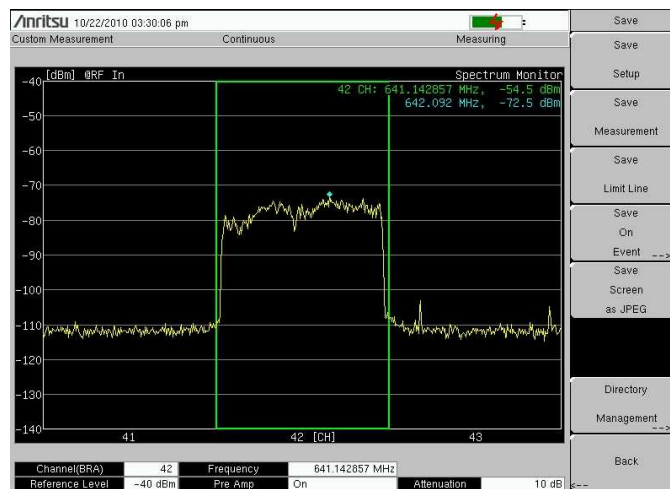 Anritsu 10/22/2010 03:30:06 pm
Custom Measurement Continuous Measuring
[dBm] @RF In Spectrum Monitor
42 CH: 641.142857 MHz, -54.5 dBm
642.092 MHz, -72.5 dBm
-40
-50
-60
-70
-80
-90
-100
-110
-120
-130
-140
41 42 [CH] 43
Channel(BRA) 42 Frequency 641.142857 MHz
Reference Level -40 dBm Pre Amp On Attenuation 10 dB
Save
Save
Setup
Save
Measurement
Save
Limit Line
Save
On
Event -->
Save
Screen
as JPEG
Directory
Management -->
Back
<--